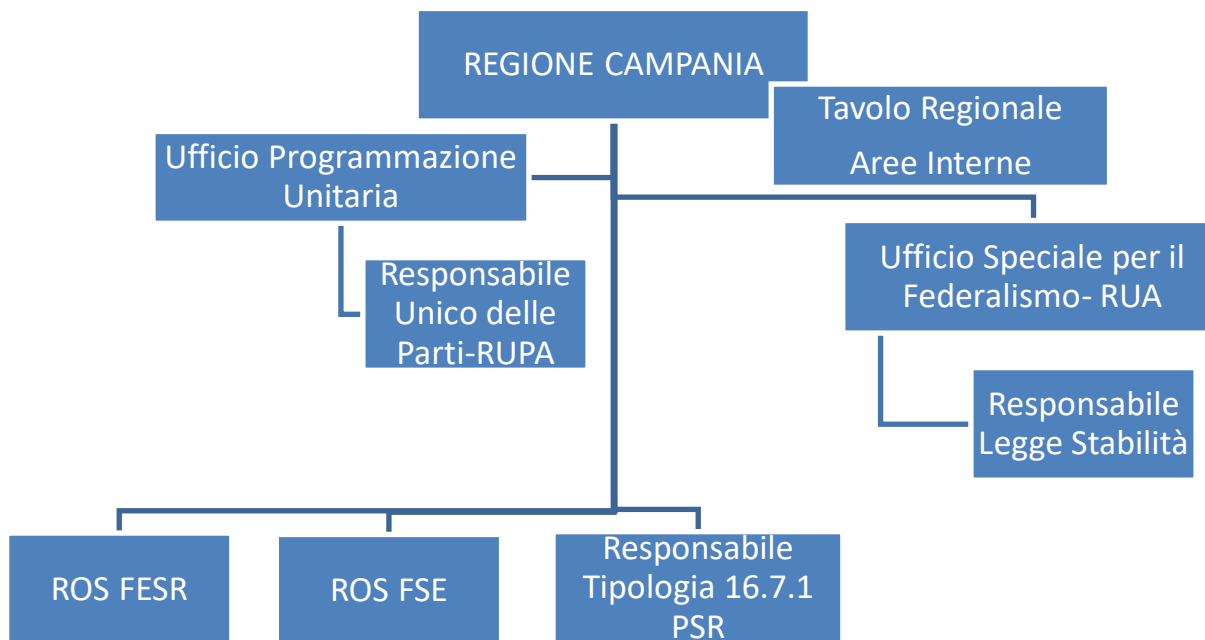 REGIONE CAMPANIA
Tavolo Regionale
Aree Interne
Ufficio Programmazione
Unitaria
Responsabile
Unico delle
Parti-RUPA
Ufficio Speciale per il
Federalismo- RUA
Responsabile
Legge Stabilità
ROS FESR
ROS FSE
Responsabile
Tipologia 16.7.1
PSR